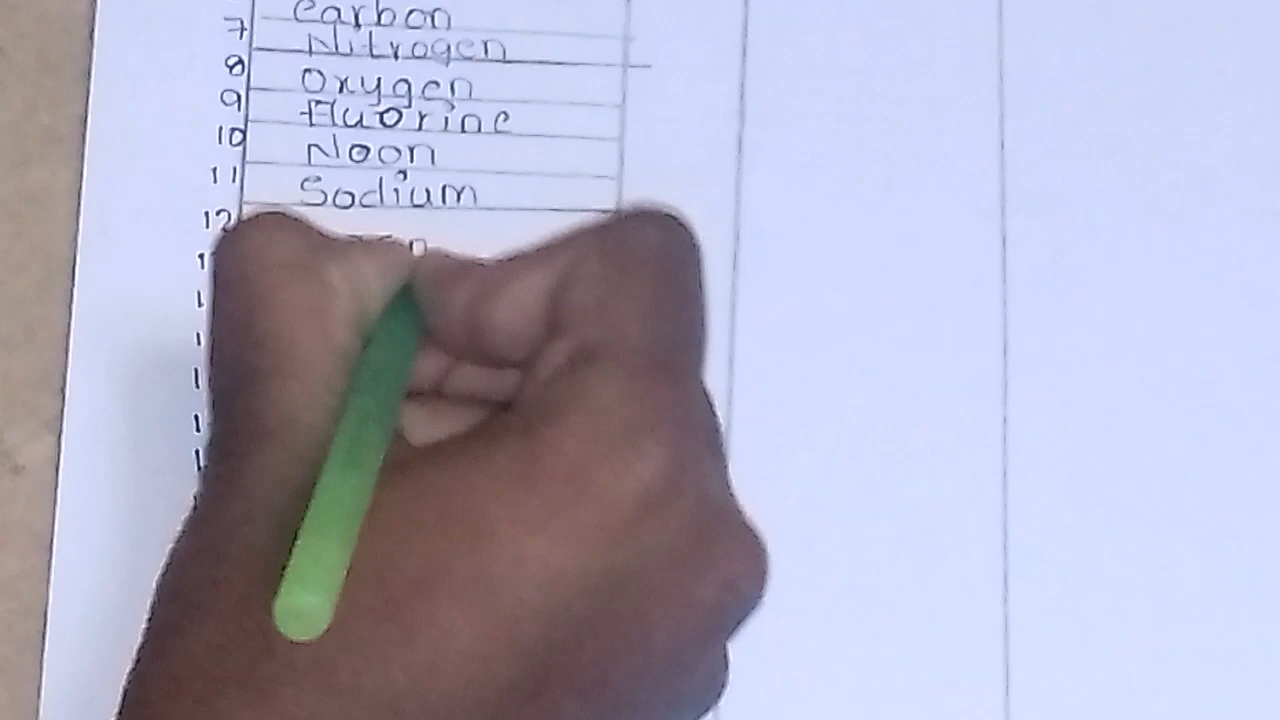 Carbon
7 Nitrogen
8 Oxygen
9 Fluorine
10 Noon
11 Sodium
12